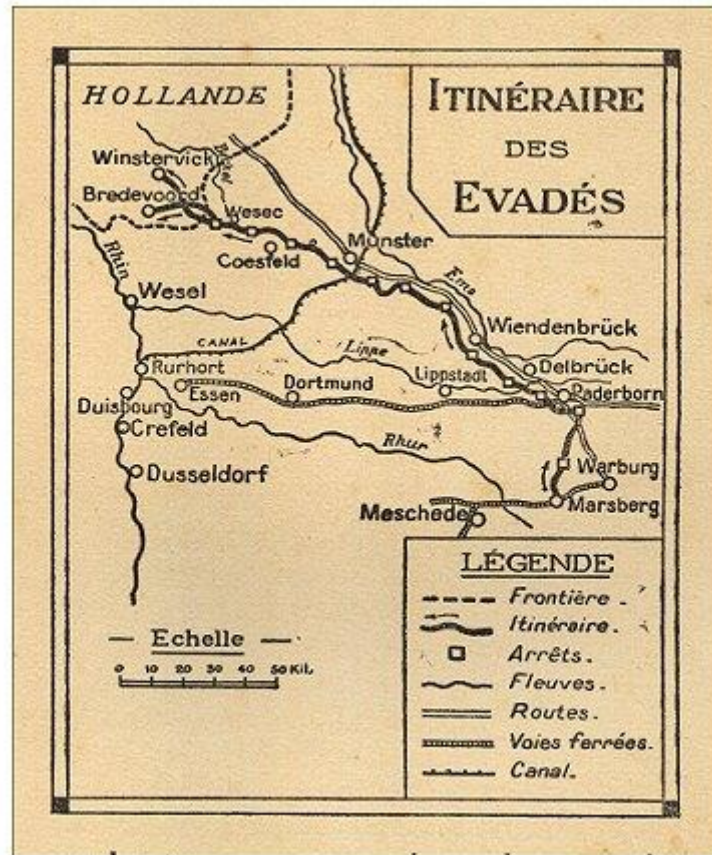 HOLLANDE
ITINÉRAIRE
DES
EVADÉS
Winstervick
Bredevoord
Wesec
Coesfeld
Münster
Ems
Rhin
Wesel
Wiendenbrück
CANAL
Lippe
Delbrück
Rurhort
Essen
Dortmund
Lippstadt
Paderborn
Duisbourg
Crefeld
Rhur
Warburg
Dusseldorf
Marsberg
Meschede
LÉGENDE
Frontière.
Itinéraire.
Arrêts.
Fleuves.
Routes.
Voies ferrées.
Canal.
— Echelle —
0 10 20 30 40 50 Kil.